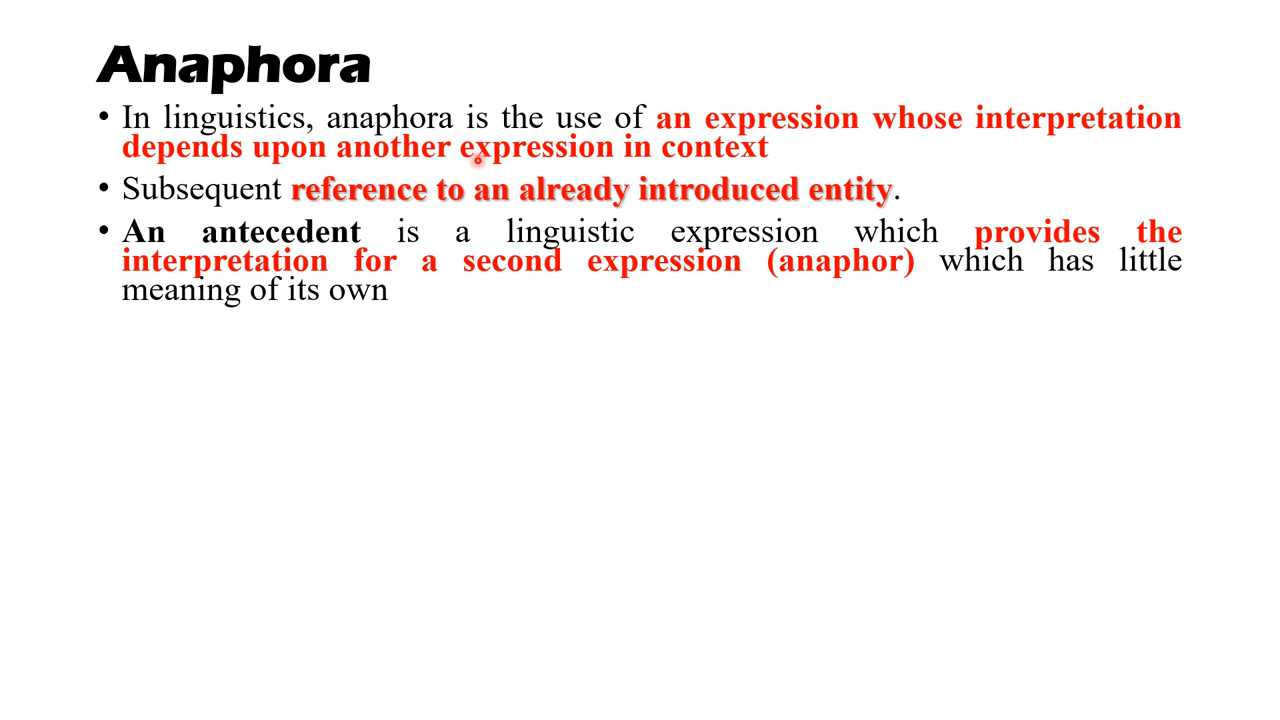 Anaphora
• In linguistics, anaphora is the use of an expression whose interpretation
depends upon another expression in context
• Subsequent reference to an already introduced entity.
• An antecedent is a linguistic expression which provides the
interpretation for a second expression (anaphor) which has little
meaning of its own